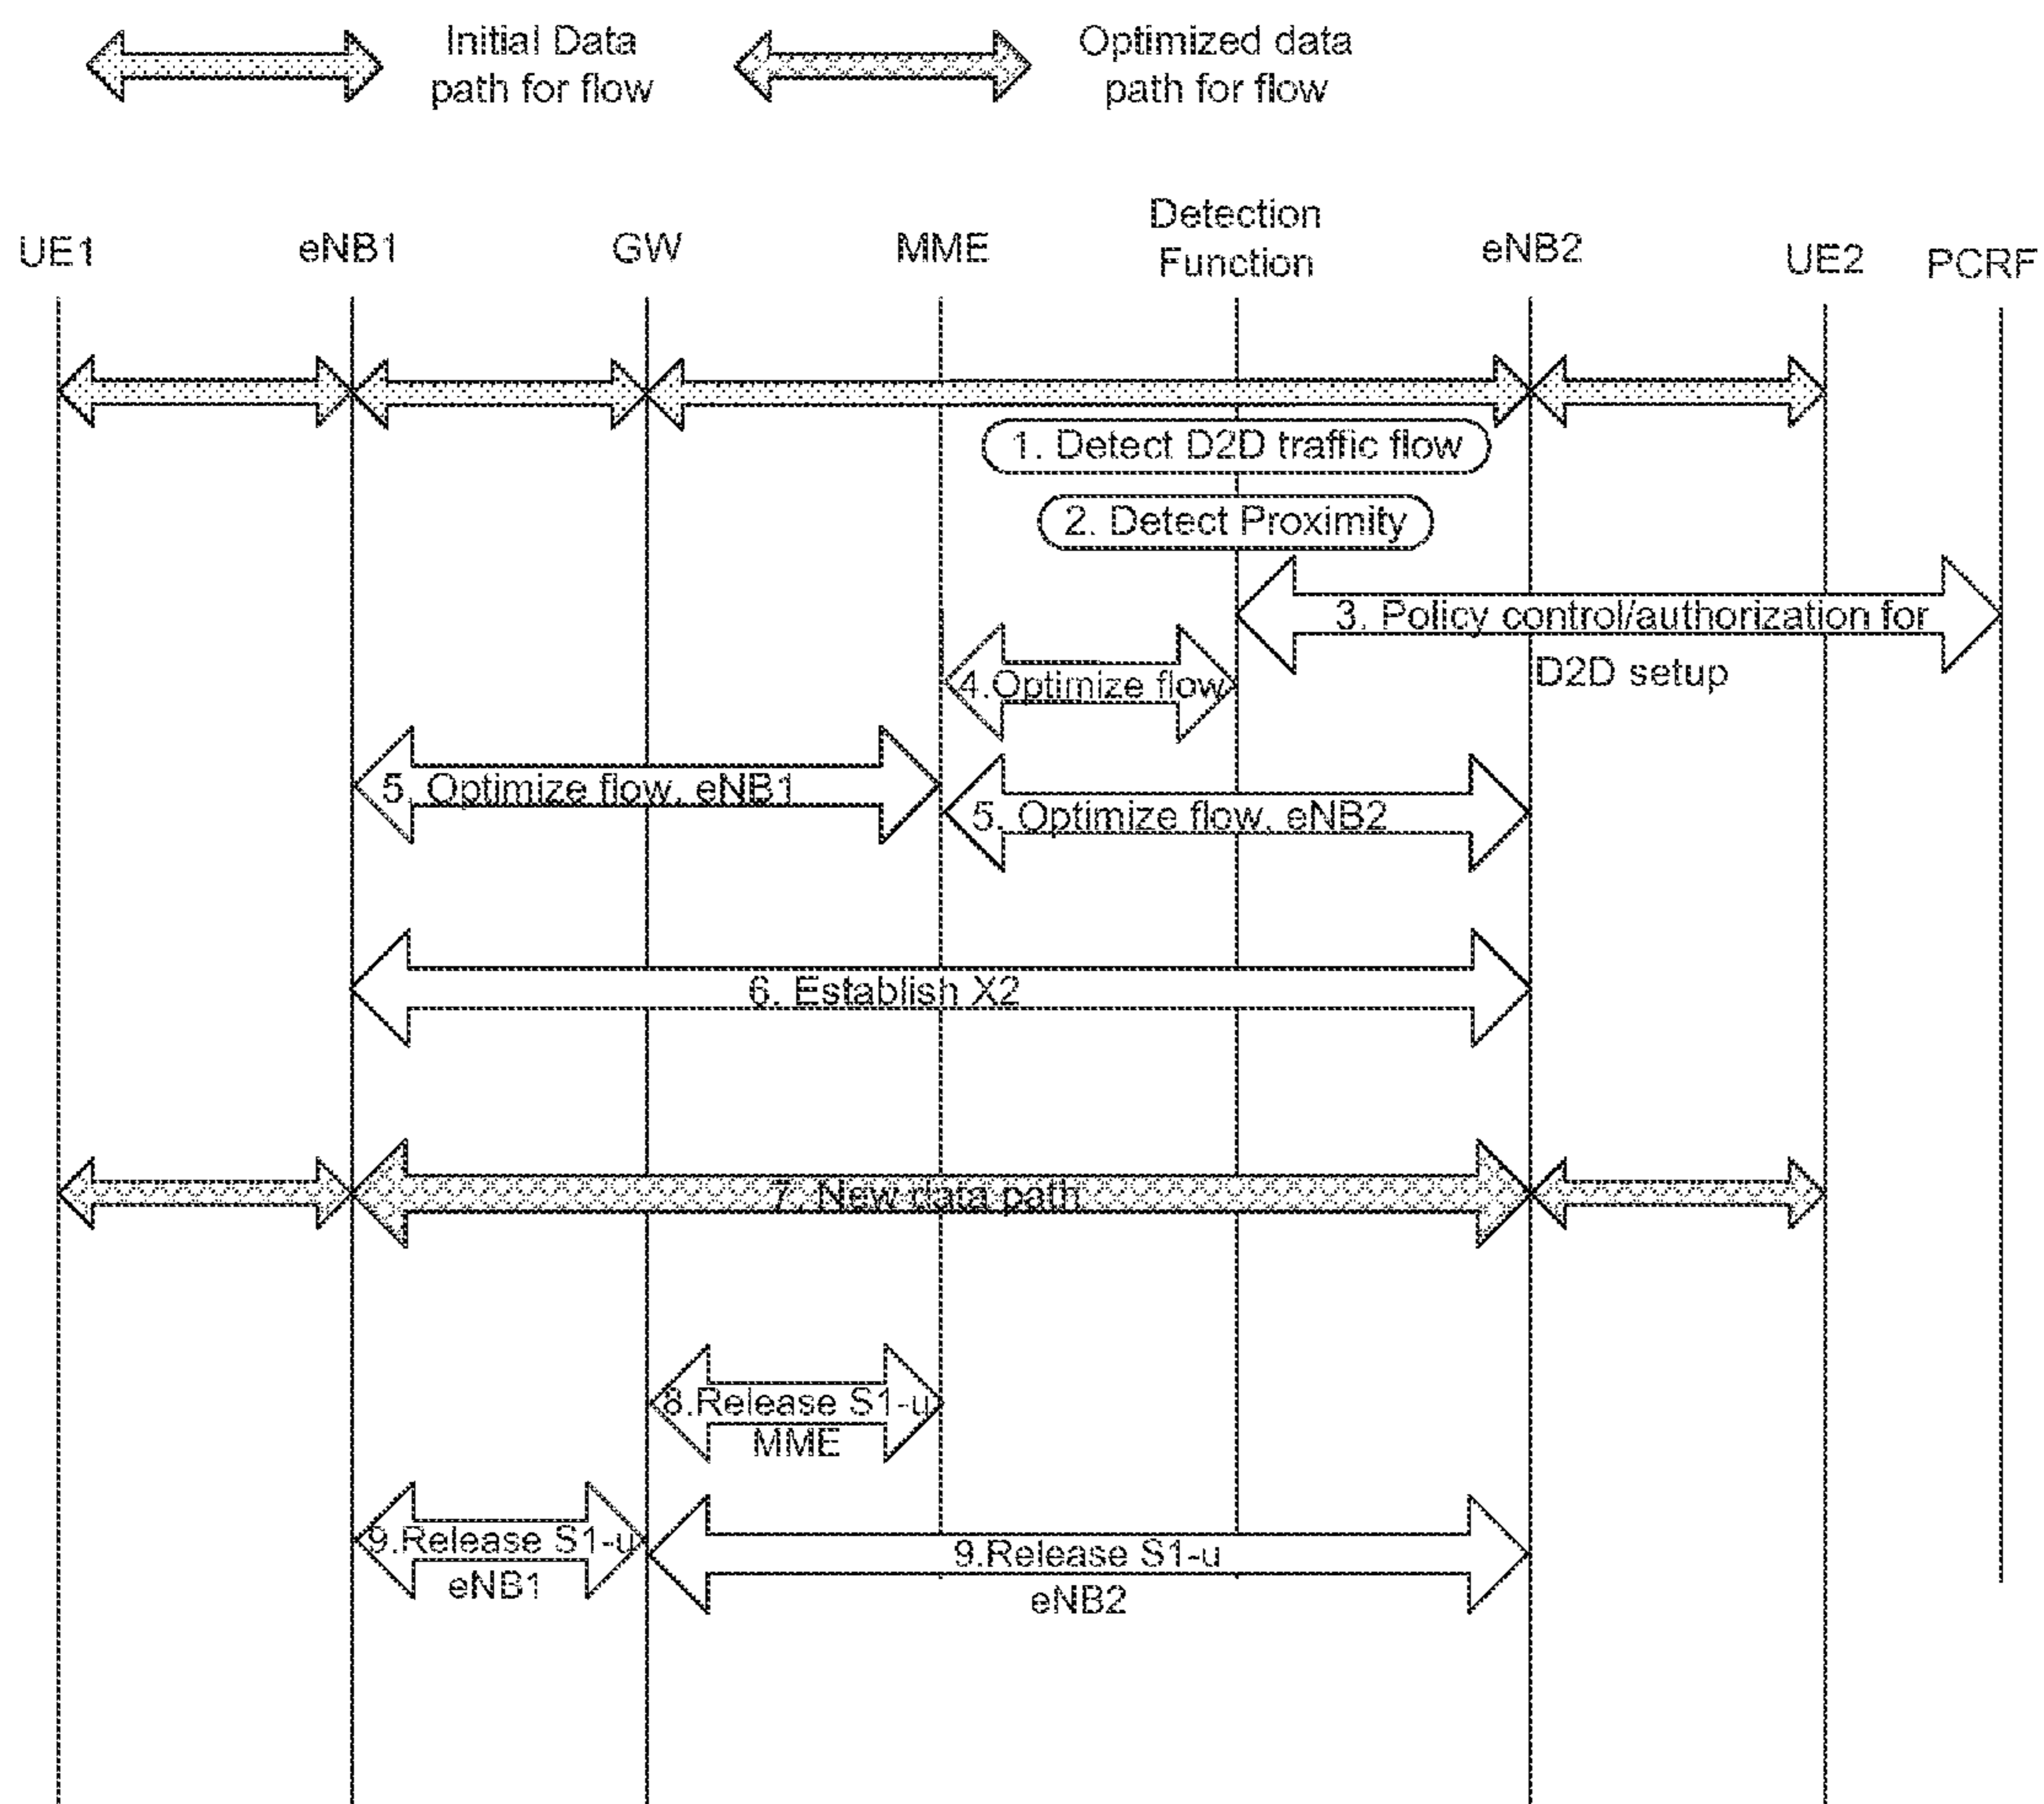 Initial Data
path for flow
Optimized data
path for flow
UE1
eNB1
GW
MME
Detection
Function
eNB2
UE2
PCRF
1. Detect D2D traffic flow
2. Detect Proximity
3. Policy control/authorization for
D2D setup
4.Optimize flow
5. Optimize flow, eNB1
5. Optimize flow, eNB2
6. Establish X2
7. New data path
8.Release S1-u
MME
9.Release S1-u
eNB1
9.Release S1-u
eNB2